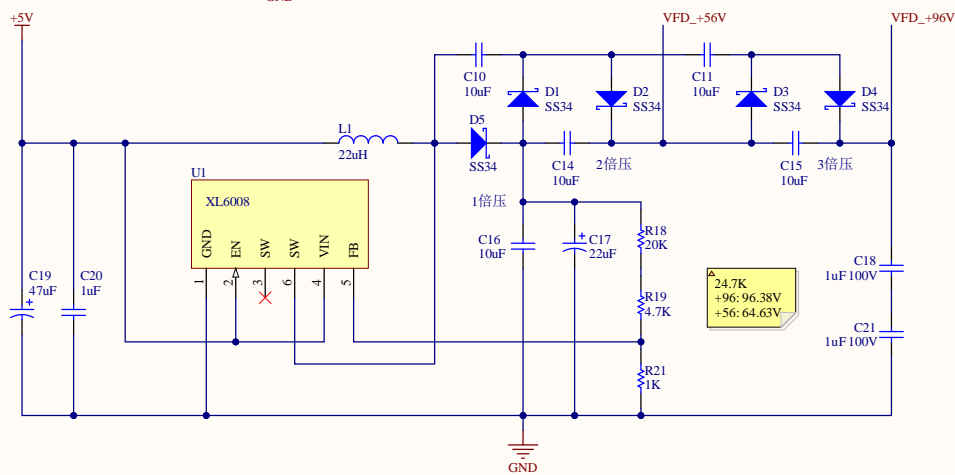 GND
+5V
VFD_+56V
VFD_+96V
C10
10uF
C11
10uF
D1
SS34
D2
SS34
D3
SS34
D4
SS34
L1
22uH
D5
SS34
C14
10uF
2倍压
C15
10uF
3倍压
U1
XL6008
GND
EN
SW
SW
VIN
FB
1
2
3
6
4
5
1倍压
C16
10uF
C17
22uF
R18
20K
R19
4.7K
R21
1K
C19
47uF
C20
1uF
24.7K
+96: 96.38V
+56: 64.63V
C18
1uF 100V
C21
1uF 100V
GND